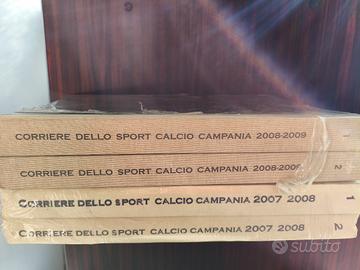 CORRIERE DELLO SPORT CALCIO CAMPANIA 2008-2009 1
CORRIERE DELLO SPORT CALCIO CAMPANIA 2008-2009 2
CORRIERE DELLO SPORT CALCIO CAMPANIA 2007 2008 1
CORRIERE DELLO SPORT CALCIO CAMPANIA 2007 2008 2
subito